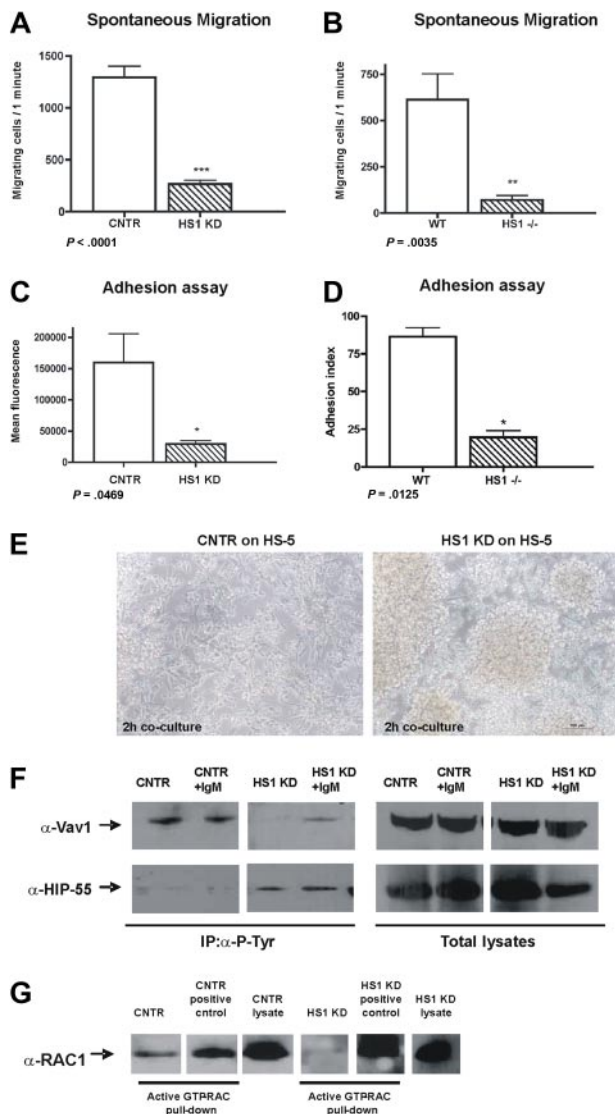 A Spontaneous Migration
Migrating cells / 1 minute
1500
1000
500
0
***
CNTR HS1 KD
P < .0001
B Spontaneous Migration
Migrating cells / 1 minute
750
500
250
0
**
WT HS1 -/-
P = .0035
C Adhesion assay
Mean fluorescence
200000
150000
100000
50000
0
*
CNTR HS1 KD
P = .0469
D Adhesion assay
Adhesion index
100
75
50
25
0
*
WT HS1 -/-
P = .0125
E
CNTR on HS-5 HS1 KD on HS-5
2h co-culture 2h co-culture
F
CNTR CNTR +IgM HS1 KD HS1 KD +IgM CNTR CNTR +IgM HS1 KD HS1 KD +IgM
α-Vav1
α-HIP-55
IP:α-P-Tyr Total lysates
G
CNTR CNTR positive cntrol CNTR lysate HS1 KD HS1 KD positive control HS1 KD lysate
α-RAC1
Active GTPRAC pull-down Active GTPRAC pull-down